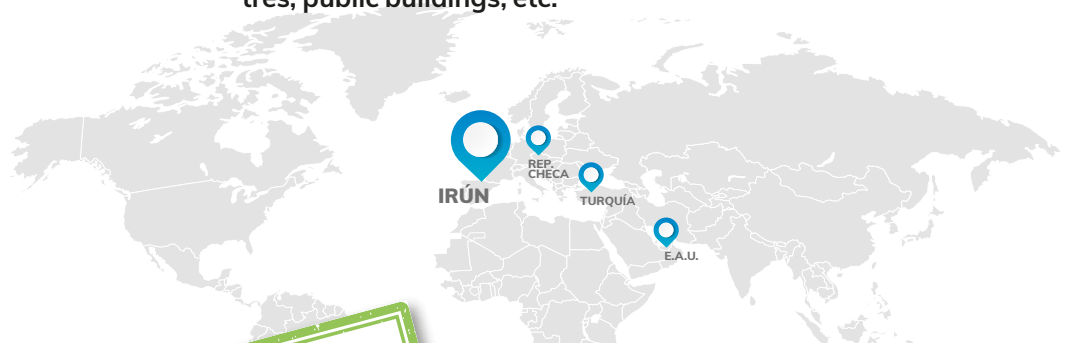 tres, public buildings, etc.
IRÚN
REP.
CHECA
TURQUÍA
E.A.U.